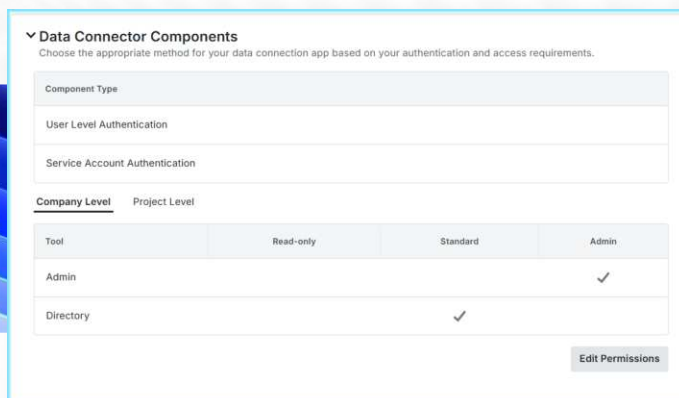 Data Connector Components
Choose the appropriate method for your data connection app based on your authentication and access requirements.
Component Type
User Level Authentication
Service Account Authentication
Company Level Project Level
Tool Read-only Standard Admin
Admin ✓
Directory ✓
Edit Permissions